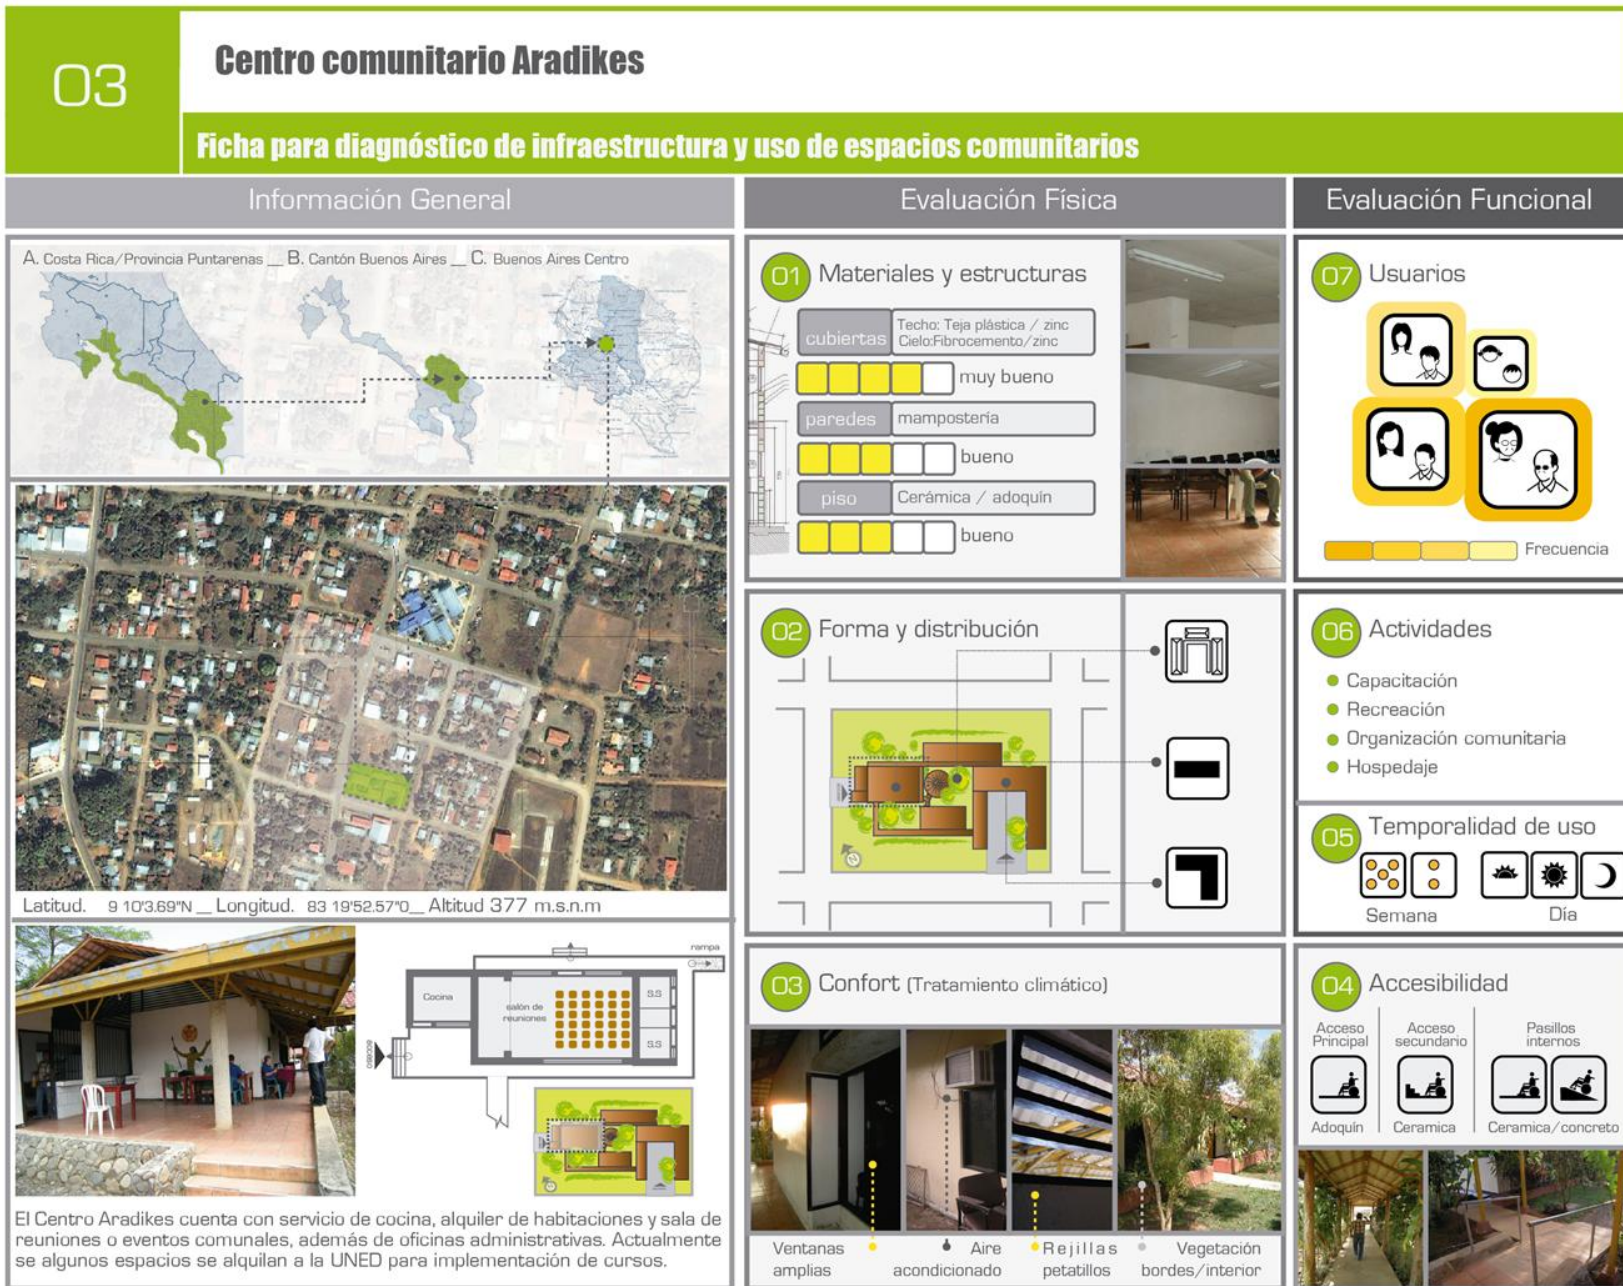 03
Centro comunitario Aradikes
Ficha para diagnóstico de infraestructura y uso de espacios comunitarios
Información General
A. Costa Rica/Provincia Puntarenas __ B. Cantón Buenos Aires __ C. Buenos Aires Centro
Latitud. 9 10'3.69"N __ Longitud. 83 19'52.57"O__ Altitud 377 m.s.n.m
rampa
Cocina
salón de
reuniones
S.S
S.S
acceso
El Centro Aradikes cuenta con servicio de cocina, alquiler de habitaciones y sala de
reuniones o eventos comunales, además de oficinas administrativas. Actualmente
se algunos espacios se alquilan a la UNED para implementación de cursos.
Evaluación Física
01 Materiales y estructuras
cubiertas
Techo: Teja plástica / zinc
Cielo:Fibrocemento/zinc
muy bueno
paredes
mampostería
bueno
piso
Cerámica / adoquín
bueno
02 Forma y distribución
N
03 Confort (Tratamiento climático)
Ventanas
amplias
Aire
acondicionado
Rejillas
petatillos
Vegetación
bordes/interior
Evaluación Funcional
07 Usuarios
Frecuencia
06 Actividades
Capacitación
Recreación
Organización comunitaria
Hospedaje
05 Temporalidad de uso
Semana
Día
04 Accesibilidad
Acceso
Principal
Acceso
secundario
Pasillos
internos
Adoquín
Ceramica
Ceramica/concreto